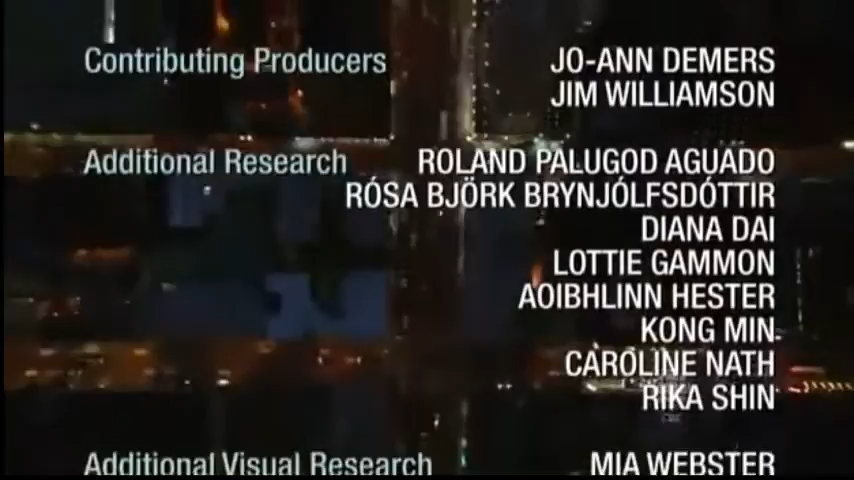 Contributing Producers JO-ANN DEMERS
JIM WILLIAMSON
Additional Research ROLAND PALUGOD AGUADO
RÓSA BJÖRK BRYNJÓLFSDÓTTIR
DIANA DAI
LOTTIE GAMMON
AOIBHLINN HESTER
KONG MIN
CAROLINE NATH
RIKA SHIN
Additional Visual Research MIA WEBSTER